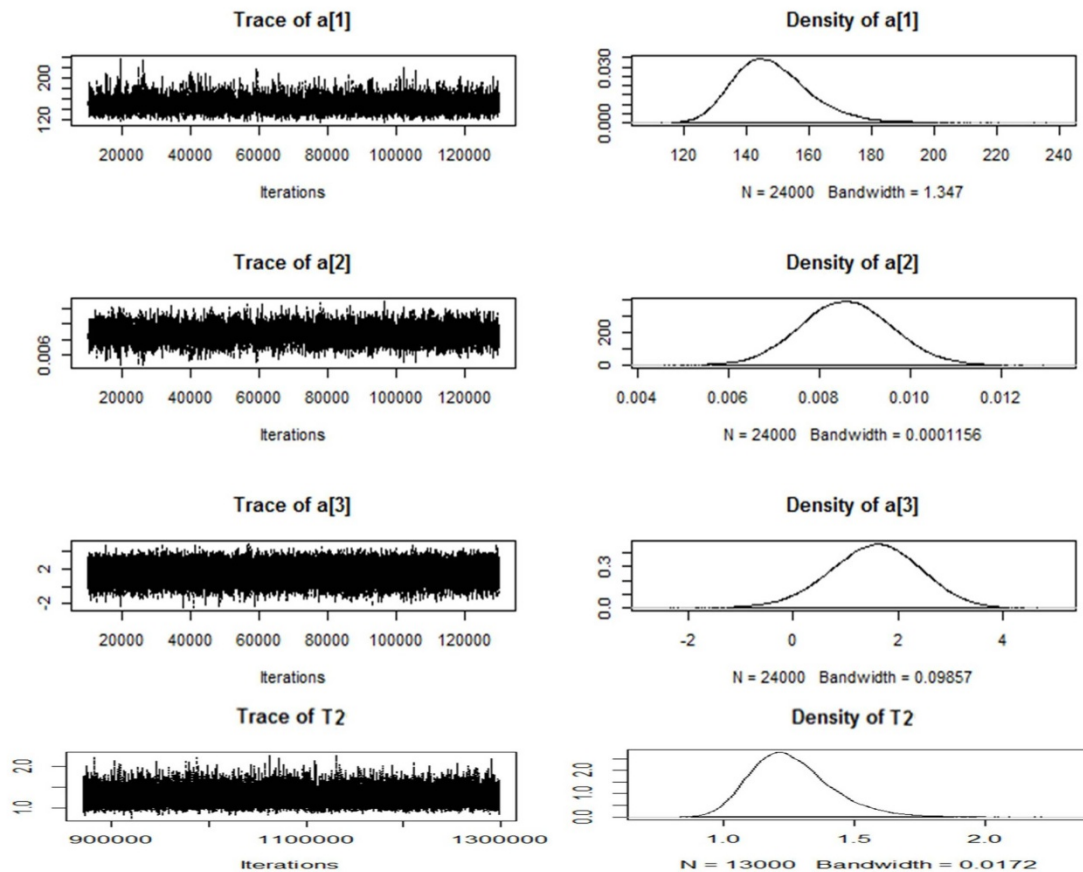 Trace of a[1]
Density of a[1]
120 200
0.000 0.030
20000 40000 60000 80000 100000 120000
120 140 160 180 200 220 240
Iterations
N = 24000 Bandwidth = 1.347
Trace of a[2]
Density of a[2]
0.006
0 200
20000 40000 60000 80000 100000 120000
0.004 0.006 0.008 0.010 0.012
Iterations
N = 24000 Bandwidth = 0.0001156
Trace of a[3]
Density of a[3]
-2 2
0.0 0.3
20000 40000 60000 80000 100000 120000
-2 0 2 4
Iterations
N = 24000 Bandwidth = 0.09857
Trace of T2
Density of T2
1.0 2.0
0.0 1.0 2.0
900000 1100000 1300000
1.0 1.5 2.0
Iterations
N = 13000 Bandwidth = 0.0172